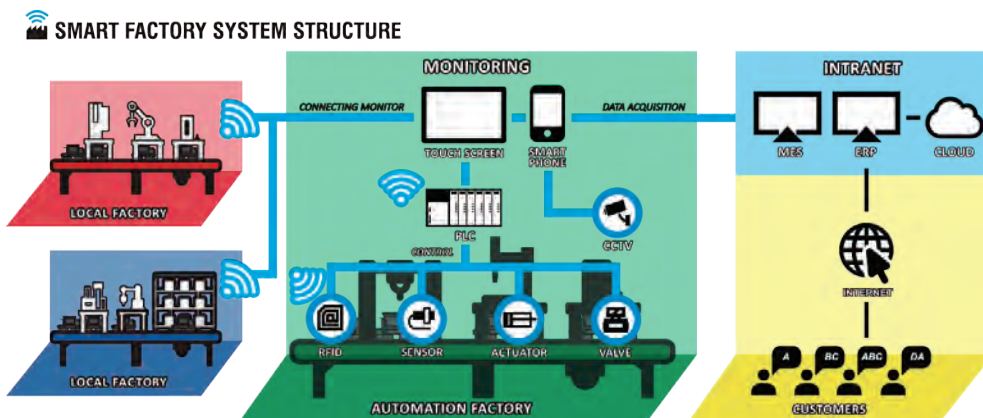 SMART FACTORY SYSTEM STRUCTURE
MONITORING
INTRANET
CONNECTING MONITOR
DATA ACQUISITION
TOUCH SCREEN
SMART
PHONE
MES
ERP
CLOUD
LOCAL FACTORY
PLC
CCTV
CONTROL
INTERNET
RFID
SENSOR
ACTUATOR
VALVE
A
BC
ABC
DA
LOCAL FACTORY
AUTOMATION FACTORY
CUSTOMERS